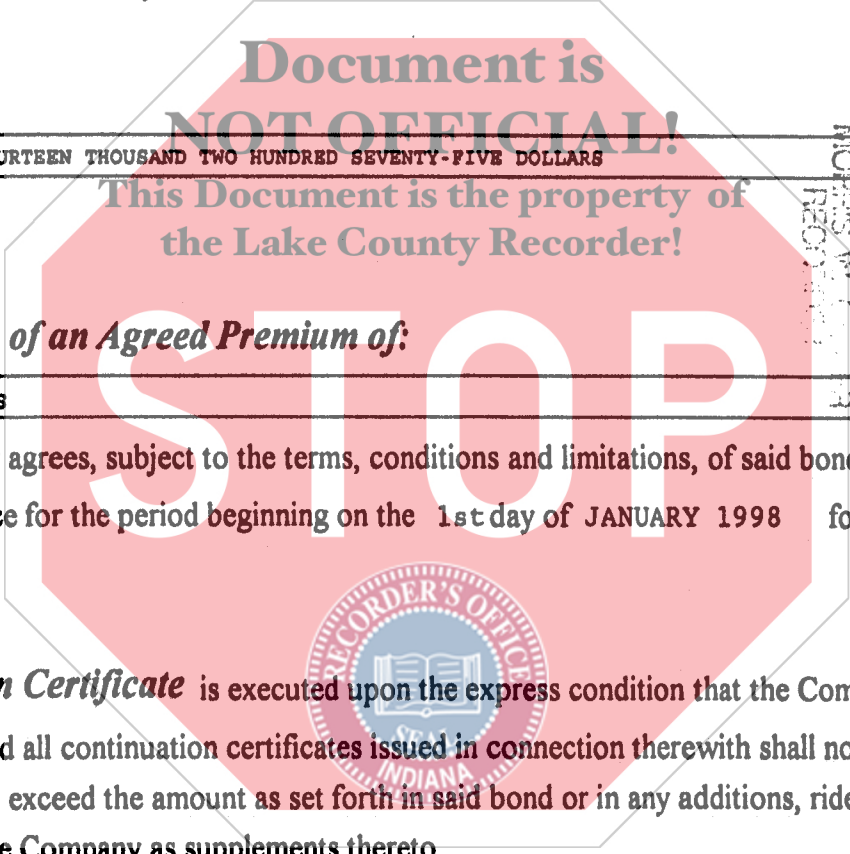 Document is
NOT OFFICIAL!
URTEEN THOUSAND TWO HUNDRED SEVENTY-FIVE DOLLARS
This Document is the property of
the Lake County Recorder!
of an Agreed Premium of:
STOP
s
agrees, subject to the terms, conditions and limitations, of said bon
e for the period beginning on the 1st day of JANUARY 1998 fo
RECORDER'S OFFICE
n Certificate is executed upon the express condition that the Com
SEAL
d all continuation certificates issued in connection therewith shall no
INDIANA
exceed the amount as set forth in said bond or in any additions, ride
e Company as supplements thereto